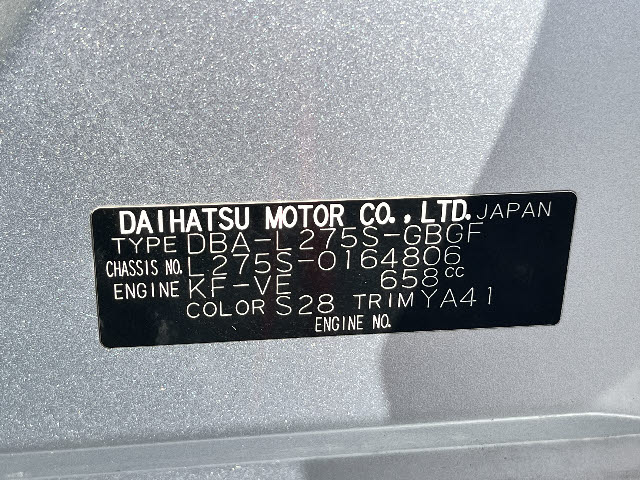 DAIHATSU MOTOR CO., LTD. JAPAN
TYPE DBA-L275S-GBGF
CHASSIS NO. L275S-0164806
ENGINE KF-VE 658cc
COLOR S28 TRIM YA41
ENGINE NO.